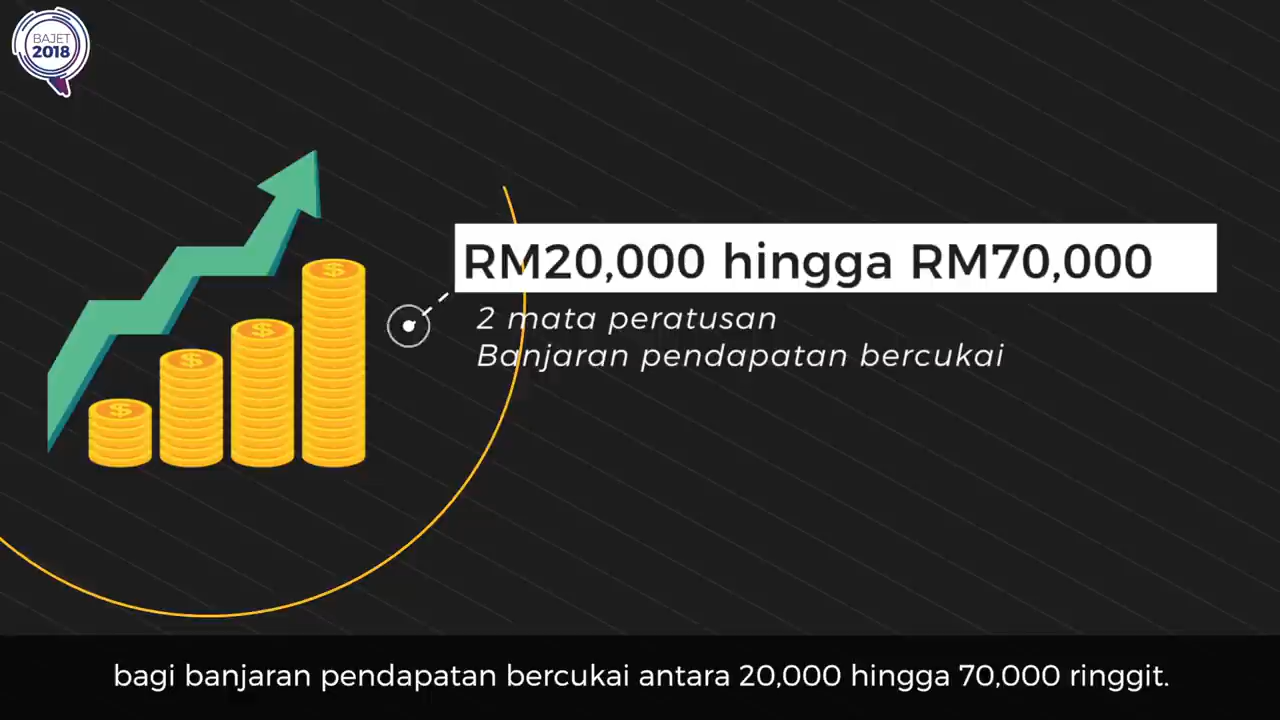 BAJET
2018
RM20,000 hingga RM70,000
2 mata peratusan
Banjaran pendapatan bercukai
bagi banjaran pendapatan bercukai antara 20,000 hingga 70,000 ringgit.